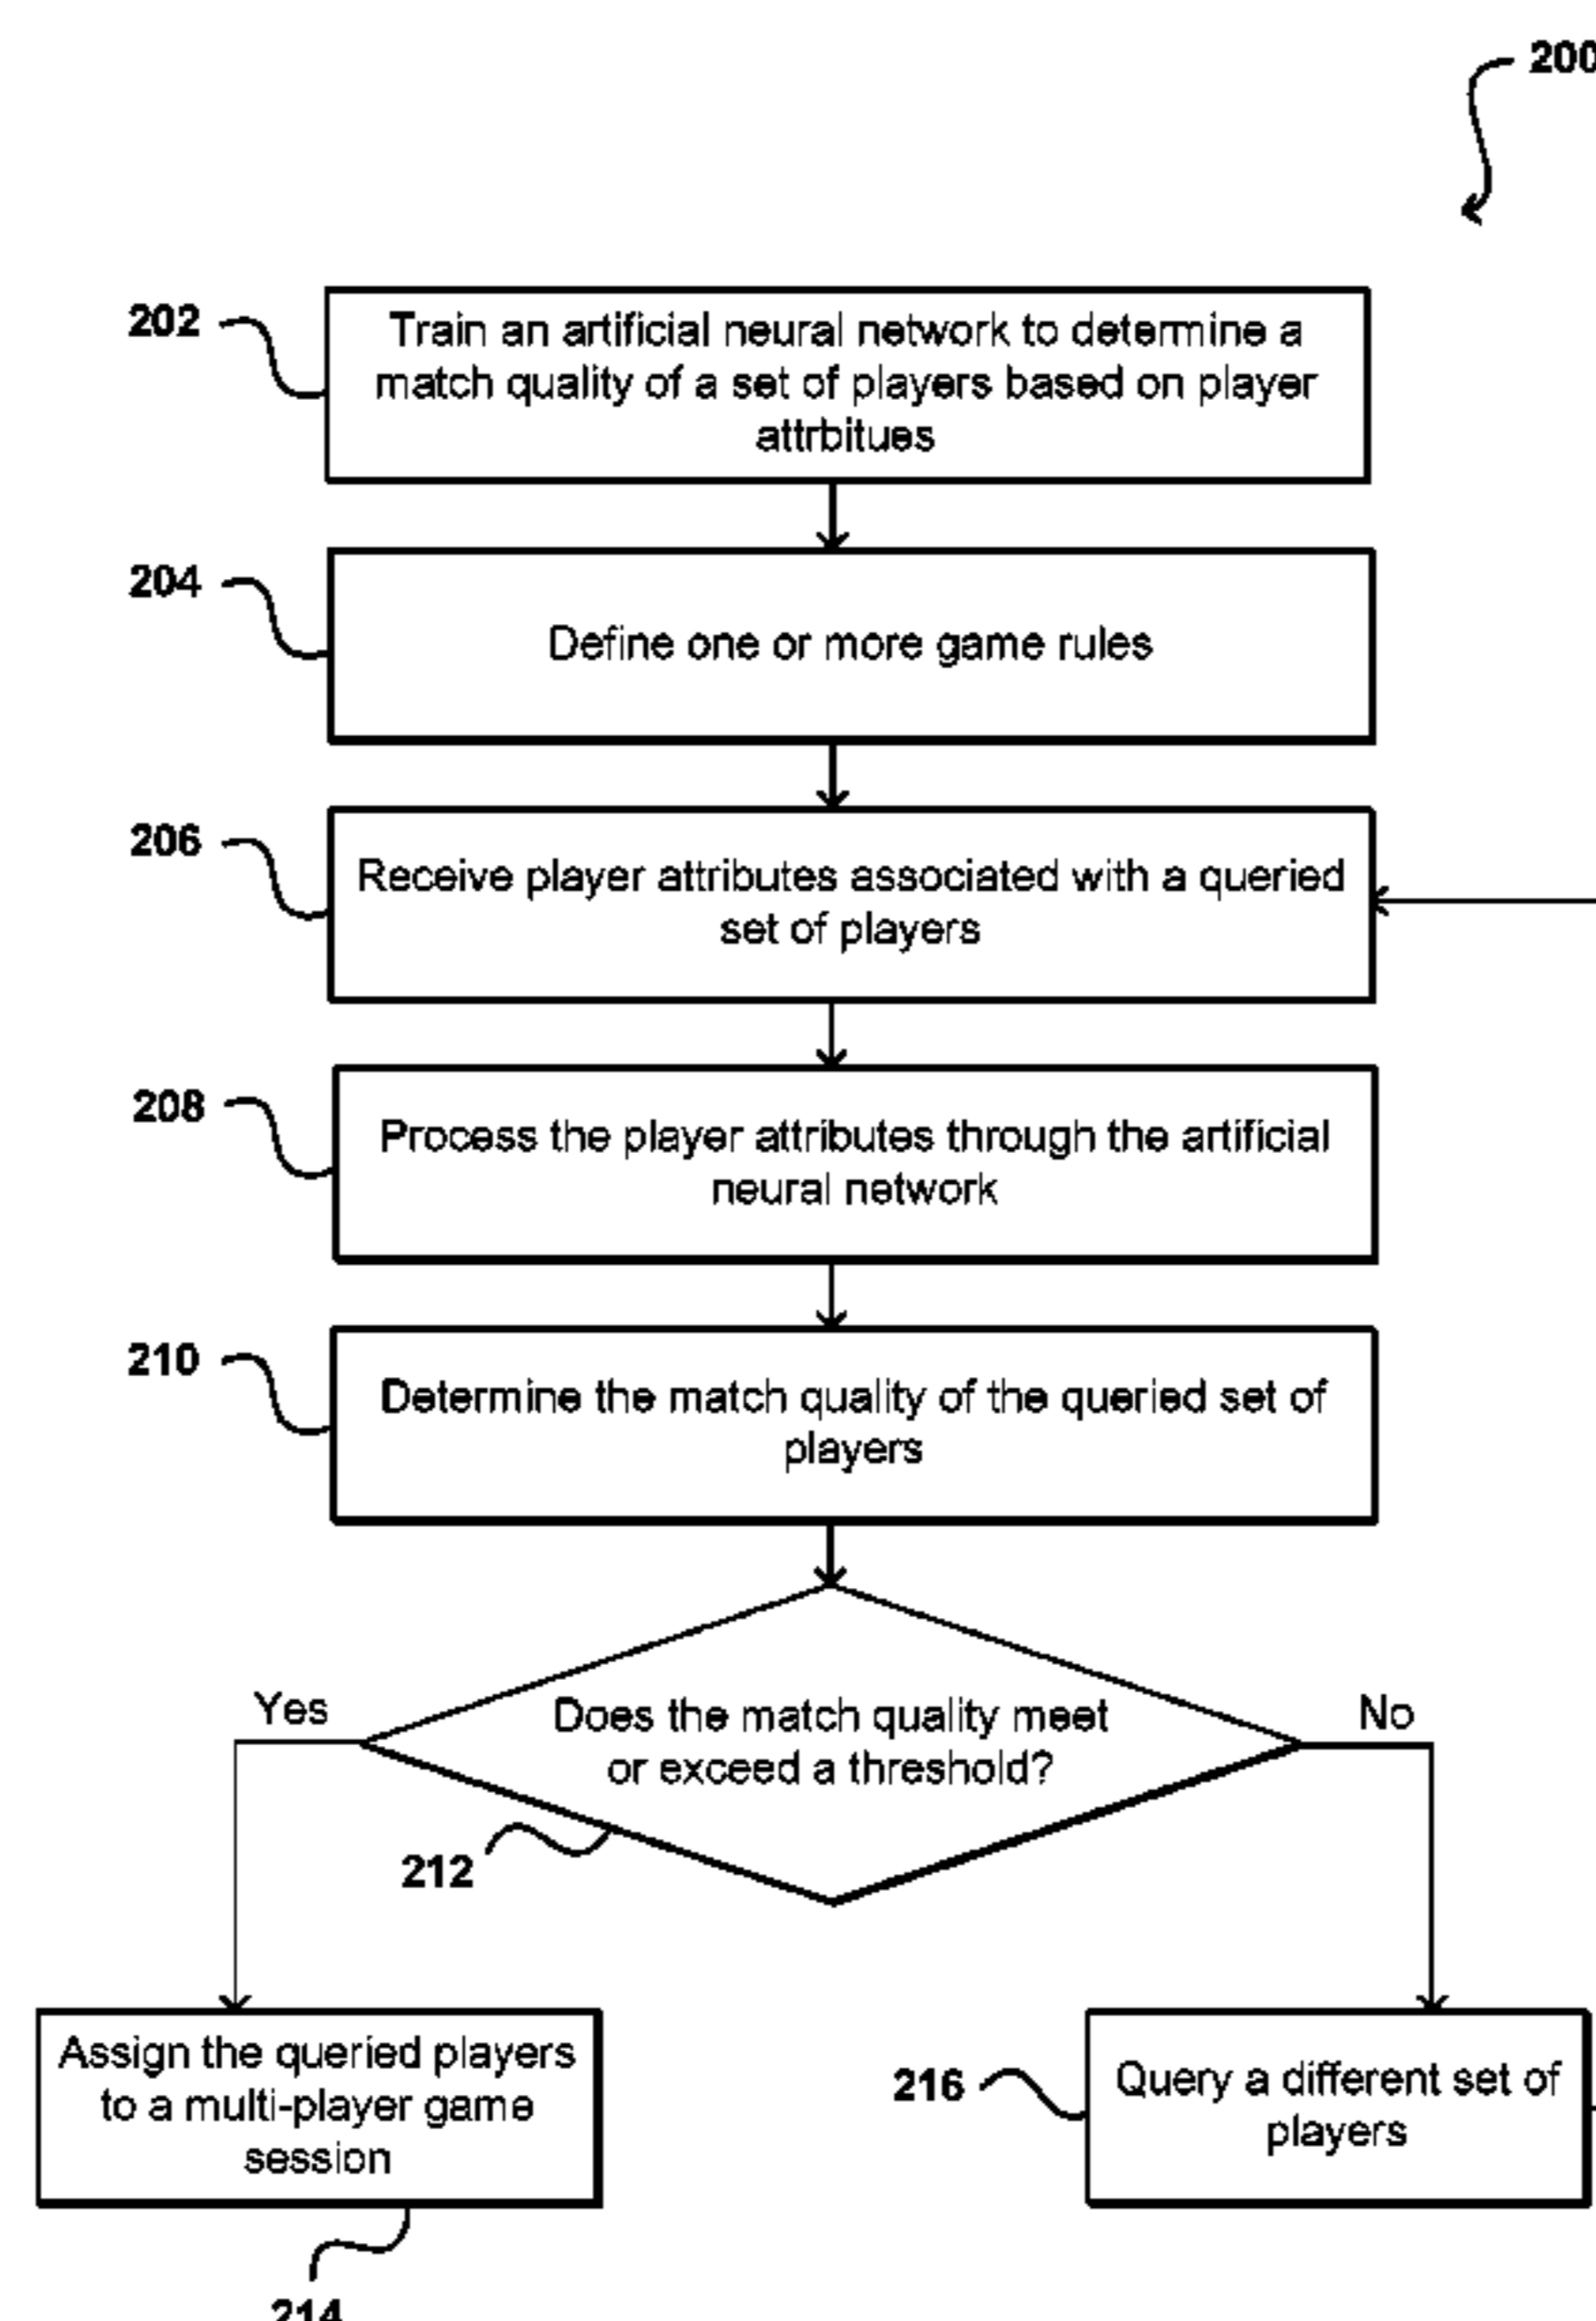 200
202
Train an artificial neural network to determine a
match quality of a set of players based on player
attrbitues
204
Define one or more game rules
206
Receive player attributes associated with a queried
set of players
208
Process the player attributes through the artificial
neural network
210
Determine the match quality of the queried set of
players
Yes
Does the match quality meet
or exceed a threshold?
No
212
Assign the queried players
to a multi-player game
session
216
Query a different set of
players
214